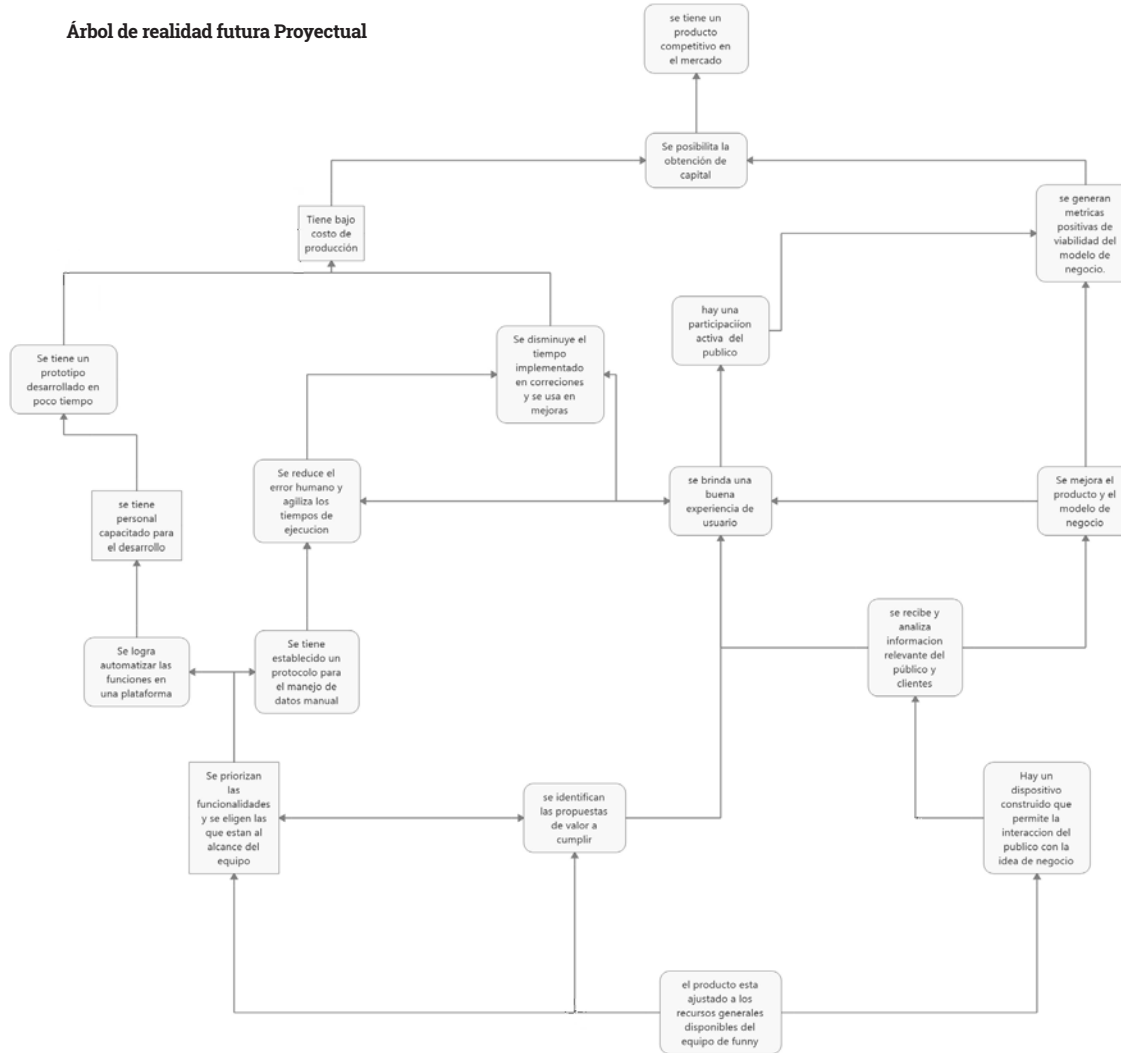 Árbol de realidad futura Proyectual
se tiene un
producto
competitivo en
el mercado
Se posibilita la
obtención de
capital
Tiene bajo
costo de
producción
se generan
metricas
positivas de
viabilidad del
modelo de
negocio.
hay una
participaciíon
activa del
publico
Se disminuye el
tiempo
implementado
en correciones
y se usa en
mejoras
Se tiene un
prototipo
desarrollado en
poco tiempo
Se reduce el
error humano y
agiliza los
tiempos de
ejecucion
se brinda una
buena
experiencia de
usuario
Se mejora el
producto y el
modelo de
negocio
se tiene
personal
capacitado para
el desarrollo
se recibe y
analiza
informacion
relevante del
público y
clientes
Se logra
automatizar las
funciones en
una plataforma
Se tiene
establecido un
protocolo para
el manejo de
datos manual
Se priorizan
las
funcionalidades
y se eligen las
que estan al
alcance del
equipo
se identifican
las propuestas
de valor a
cumplir
Hay un
dispositivo
construido que
permite la
interaccion del
publico con la
idea de negocio
el producto esta
ajustado a los
recursos generales
disponibles del
equipo de funny